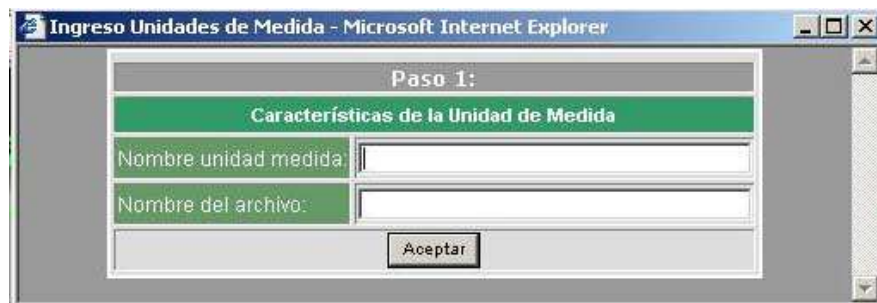 Ingreso Unidades de Medida - Microsoft Internet Explorer
Paso 1:
Características de la Unidad de Medida
Nombre unidad medida:
Nombre del archivo:
Aceptar